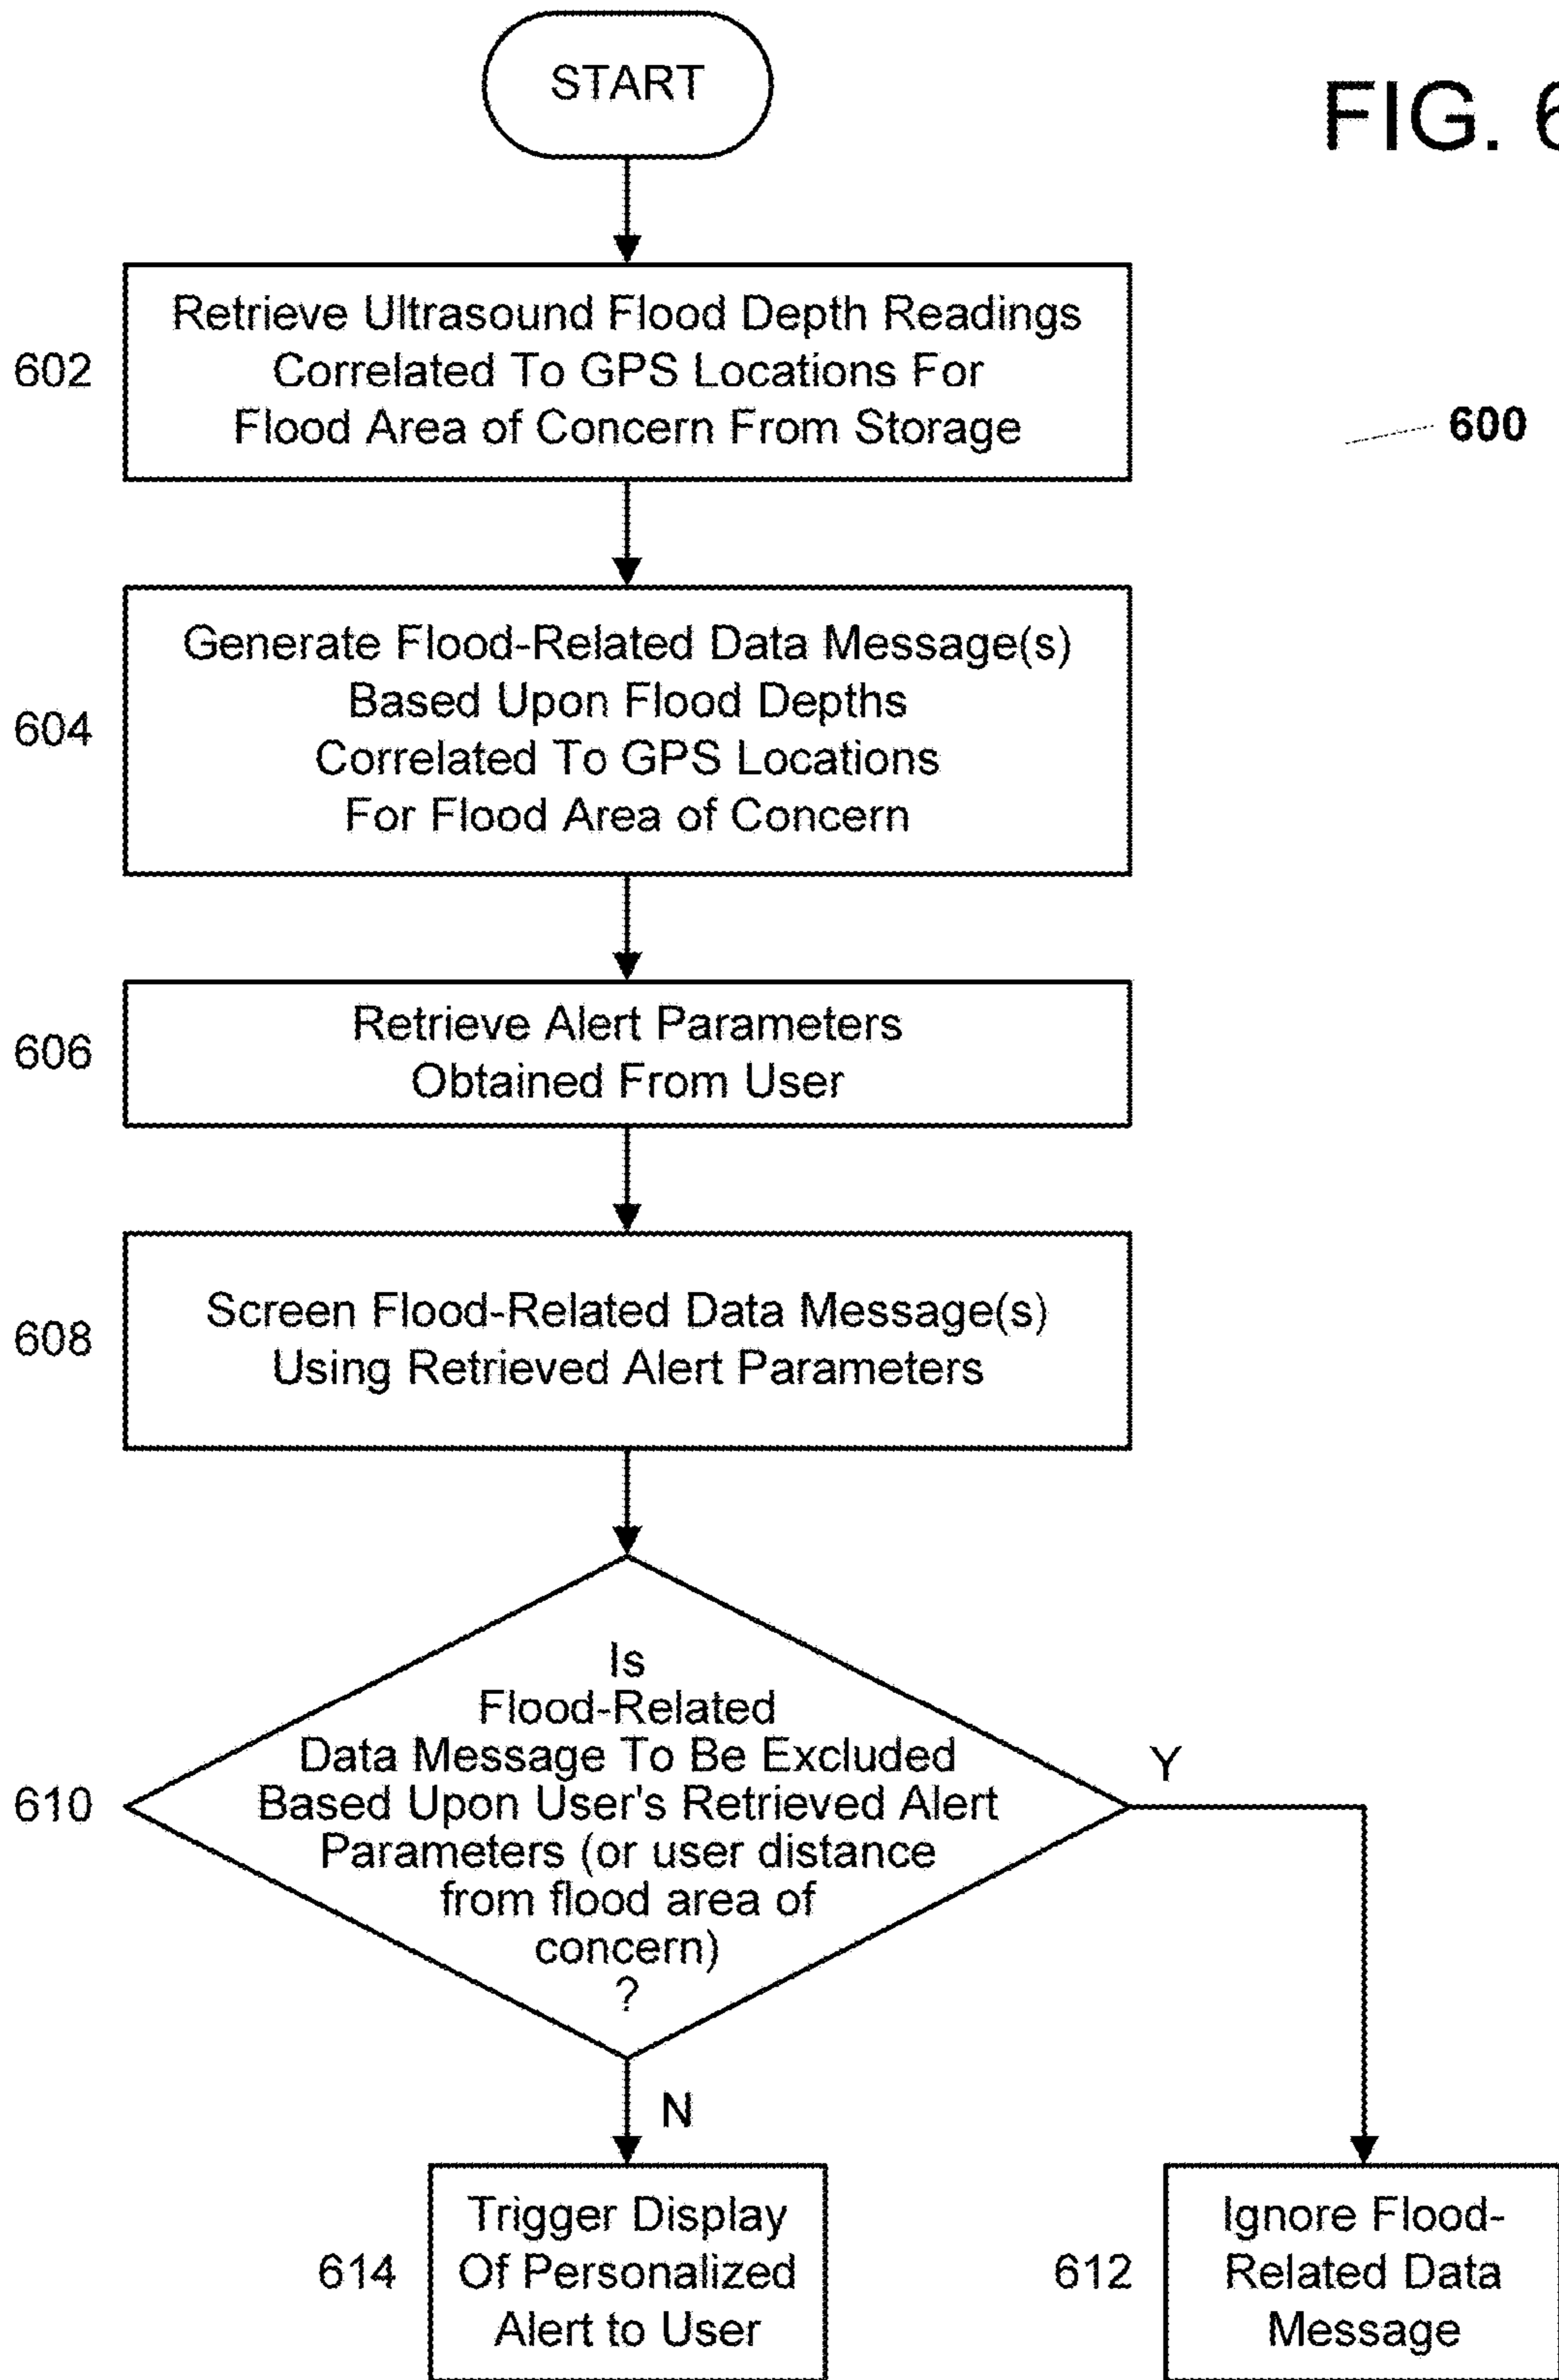 START
FIG. 6
602
Retrieve Ultrasound Flood Depth Readings
Correlated To GPS Locations For
Flood Area of Concern From Storage
600
604
Generate Flood-Related Data Message(s)
Based Upon Flood Depths
Correlated To GPS Locations
For Flood Area of Concern
606
Retrieve Alert Parameters
Obtained From User
608
Screen Flood-Related Data Message(s)
Using Retrieved Alert Parameters
610
Is
Flood-Related
Data Message To Be Excluded
Based Upon User's Retrieved Alert
Parameters (or user distance
from flood area of
concern)
?
Y
N
614
Trigger Display
Of Personalized
Alert to User
612
Ignore Flood-
Related Data
Message